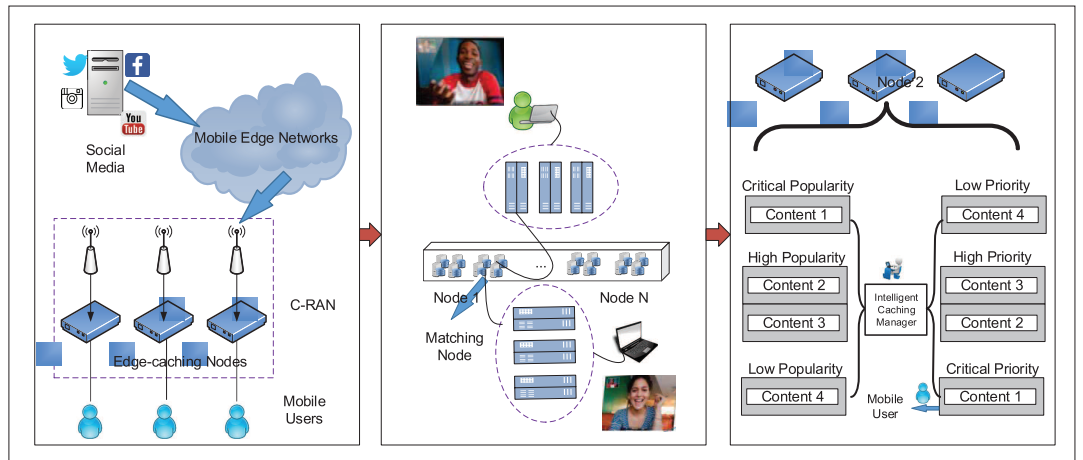 Social
Media
You
Tube
Mobile Edge Networks
C-RAN
Edge-caching Nodes
Mobile
Users
...
Node 1
Node N
Matching
Node
Node 2
Critical Popularity
Content 1
High Popularity
Content 2
Content 3
Low Popularity
Content 4
Intelligent
Caching
Manager
Low Priority
Content 4
High Priority
Content 3
Content 2
Critical Priority
Content 1
Mobile
User